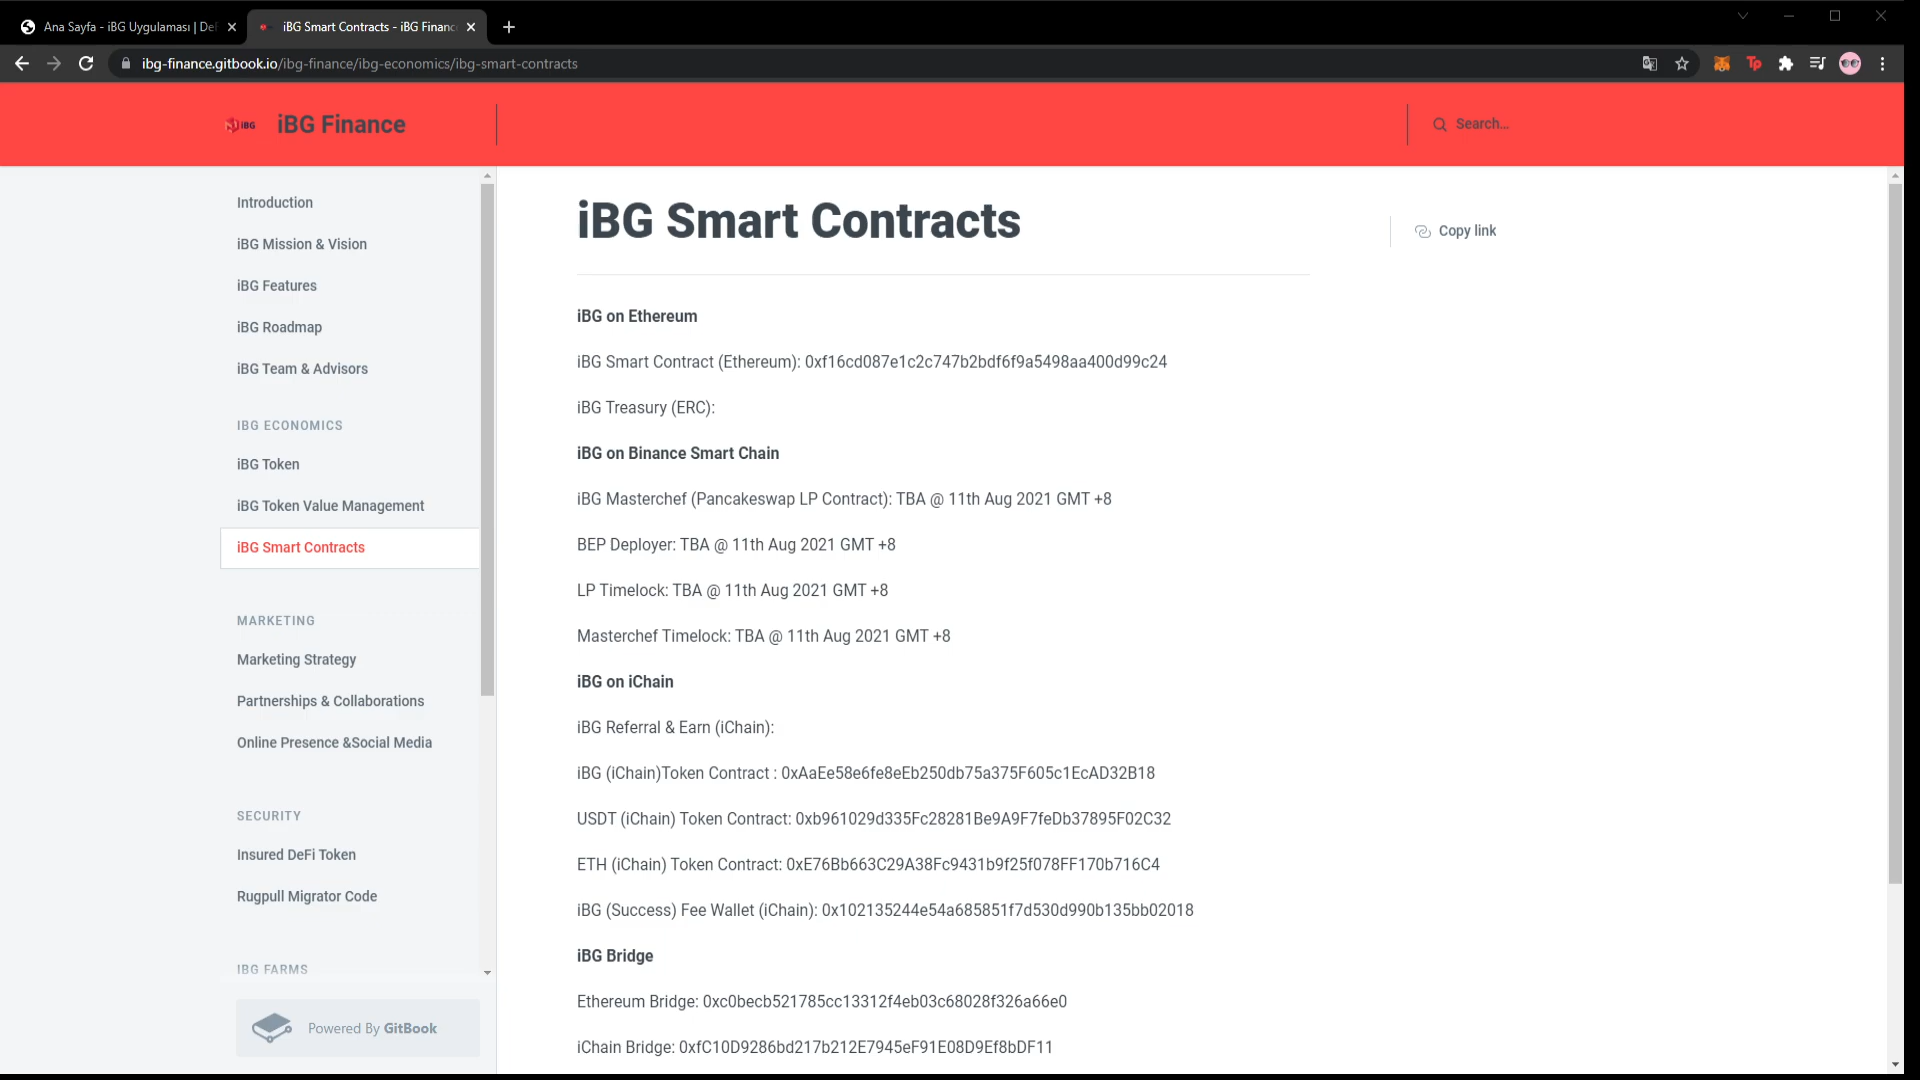 Ana Sayfa - iBG Uygulaması | DeF
iBG Smart Contracts - iBG Financ
ibg-finance.gitbook.io/ibg-finance/ibg-economics/ibg-smart-contracts
Tp
iBG
iBG Finance
Search...
Introduction
iBG Mission & Vision
iBG Features
iBG Roadmap
iBG Team & Advisors
IBG ECONOMICS
iBG Token
iBG Token Value Management
iBG Smart Contracts
MARKETING
Marketing Strategy
Partnerships & Collaborations
Online Presence &Social Media
SECURITY
Insured DeFi Token
Rugpull Migrator Code
IBG FARMS
Powered By GitBook
iBG Smart Contracts
Copy link
iBG on Ethereum
iBG Smart Contract (Ethereum): 0xf16cd087e1c2c747b2bdf6f9a5498aa400d99c24
iBG Treasury (ERC):
iBG on Binance Smart Chain
iBG Masterchef (Pancakeswap LP Contract): TBA @ 11th Aug 2021 GMT +8
BEP Deployer: TBA @ 11th Aug 2021 GMT +8
LP Timelock: TBA @ 11th Aug 2021 GMT +8
Masterchef Timelock: TBA @ 11th Aug 2021 GMT +8
iBG on iChain
iBG Referral & Earn (iChain):
iBG (iChain)Token Contract : 0xAaEe58e6fe8eEb250db75a375F605c1EcAD32B18
USDT (iChain) Token Contract: 0xb961029d335Fc28281Be9A9F7feDb37895F02C32
ETH (iChain) Token Contract: 0xE76Bb663C29A38Fc9431b9f25f078FF170b716C4
iBG (Success) Fee Wallet (iChain): 0x102135244e54a685851f7d530d990b135bb02018
iBG Bridge
Ethereum Bridge: 0xc0becb521785cc13312f4eb03c68028f326a66e0
iChain Bridge: 0xfC10D9286bd217b212E7945eF91E08D9Ef8bDF11